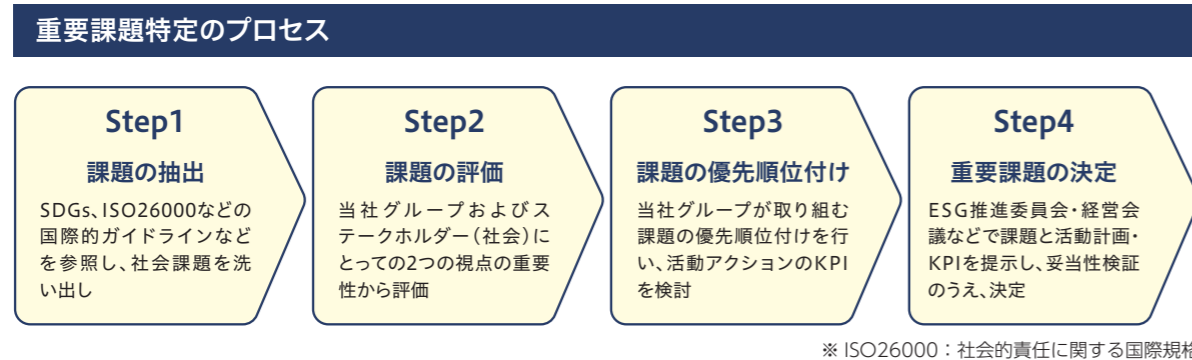 重要課題特定のプロセス
Step1
課題の抽出
SDGs、ISO26000などの
国際的ガイドラインなど
を参照し、社会課題を洗
い出し
Step2
課題の評価
当社グループおよびス
テークホルダー（社会）に
とっての2つの視点の重要
性から評価
Step3
課題の優先順位付け
当社グループが取り組む
課題の優先順位付けを行
い、活動アクションのKPI
を検討
Step4
重要課題の決定
ESG推進委員会・経営会
議などで課題と活動計画・
KPIを提示し、妥当性検証
のうえ、決定
※ ISO26000：社会的責任に関する国際規格